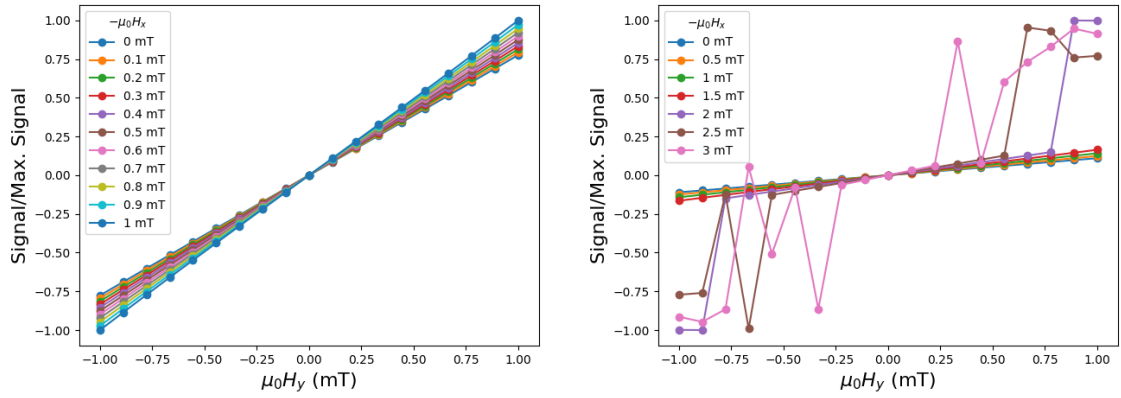 −μ₀Hₓ
0 mT
0.1 mT
0.2 mT
0.3 mT
0.4 mT
0.5 mT
0.6 mT
0.7 mT
0.8 mT
0.9 mT
1 mT
Signal/Max. Signal
1.00
0.75
0.50
0.25
0.00
−0.25
−0.50
−0.75
−1.00
−1.00 −0.75 −0.50 −0.25 0.00 0.25 0.50 0.75 1.00
μ₀H_y (mT)
−μ₀Hₓ
0 mT
0.5 mT
1 mT
1.5 mT
2 mT
2.5 mT
3 mT
Signal/Max. Signal
1.00
0.75
0.50
0.25
0.00
−0.25
−0.50
−0.75
−1.00
−1.00 −0.75 −0.50 −0.25 0.00 0.25 0.50 0.75 1.00
μ₀H_y (mT)